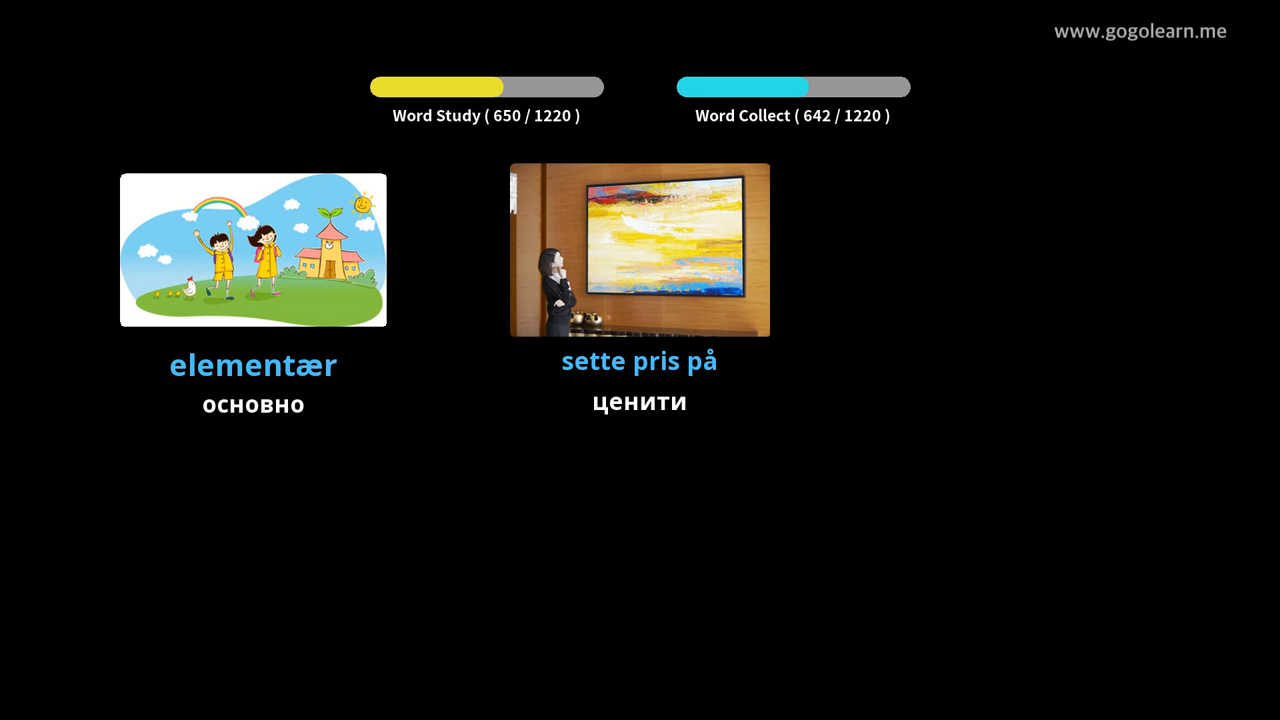 www.gogolearn.me
Word Study ( 650 / 1220 )
Word Collect ( 642 / 1220 )
elementær
основно
sette pris på
ценити